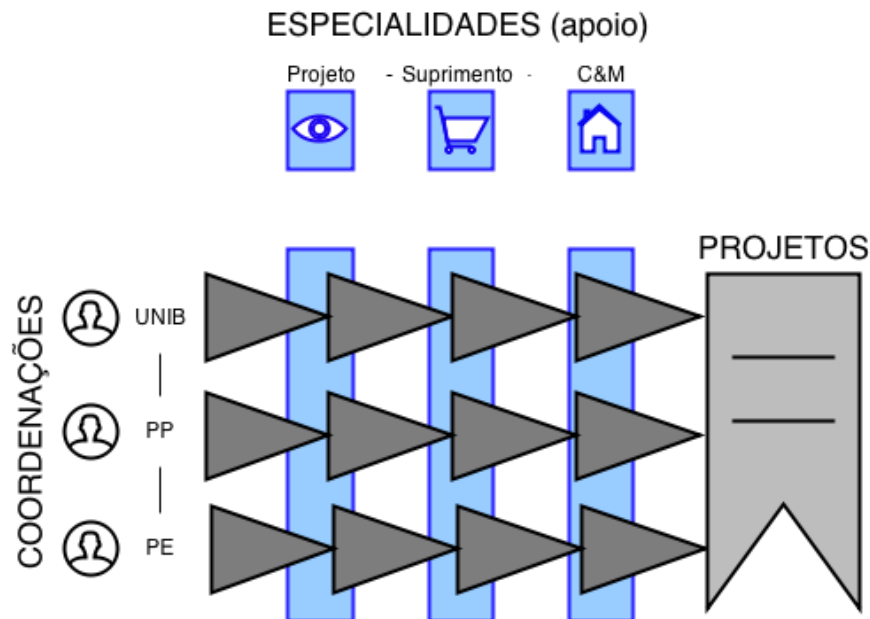 ESPECIALIDADES (apoio)
Projeto - Suprimento - C&M
PROJETOS
COORDENAÇÕES
UNIB
PP
PE